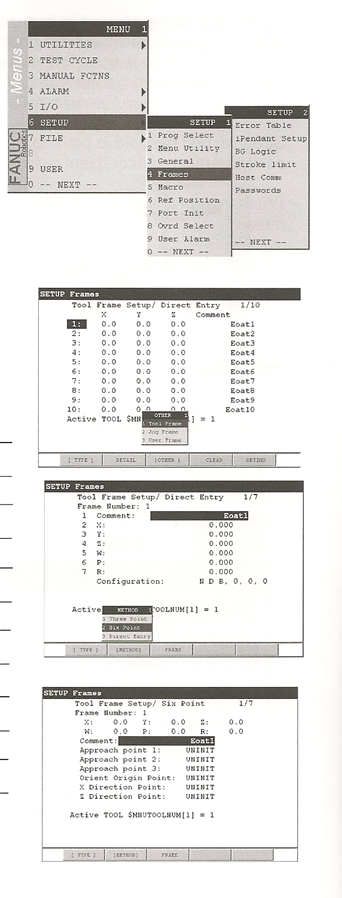 MENU 1
1 UTILITIES
2 TEST CYCLE
3 MANUAL FCTNS
4 ALARM
5 I/O
6 SETUP
7 FILE
8
9 USER
0 -- NEXT --
- Menus -
FANUC
Robotics
SETUP 1
1 Prog Select
2 Menu Utility
3 General
4 Frames
5 Macro
6 Ref Position
7 Port Init
8 Ovrd Select
9 User Alarm
0 -- NEXT --
SETUP 2
Error Table
iPendant Setup
BG Logic
Stroke limit
Host Comm
Passwords
-- NEXT --
SETUP Frames
Tool Frame Setup/ Direct Entry 1/10
X Y Z Comment
1: 0.0 0.0 0.0 Eoat1
2: 0.0 0.0 0.0 Eoat2
3: 0.0 0.0 0.0 Eoat3
4: 0.0 0.0 0.0 Eoat4
5: 0.0 0.0 0.0 Eoat5
6: 0.0 0.0 0.0 Eoat6
7: 0.0 0.0 0.0 Eoat7
8: 0.0 0.0 0.0 Eoat8
9: 0.0 0.0 0.0 Eoat9
10: 0.0 0.0 0.0 Eoat10
Active TOOL $MN 1] = 1
OTHER 1
1 Tool Frame
2 Jog Frame
3 User Frame
[ TYPE ] DETAIL [OTHER ] CLEAR SETIND
SETUP Frames
Tool Frame Setup/ Direct Entry 1/7
Frame Number: 1
1 Comment: Eoat1
2 X: 0.000
3 Y: 0.000
4 Z: 0.000
5 W: 0.000
6 P: 0.000
7 R: 0.000
Configuration: N D B, 0, 0, 0
Active METHOD 1 TOOLNUM[1] = 1
1 Three Point
2 Six Point
3 Direct Entry
[ TYPE ] [METHOD] FRAME
SETUP Frames
Tool Frame Setup/ Six Point 1/7
Frame Number: 1
X: 0.0 Y: 0.0 Z: 0.0
W: 0.0 P: 0.0 R: 0.0
Comment: Eoat1
Approach point 1: UNINIT
Approach point 2: UNINIT
Approach point 3: UNINIT
Orient Origin Point: UNINIT
X Direction Point: UNINIT
Z Direction Point: UNINIT
Active TOOL $MNUTOOLNUM[1] = 1
[ TYPE ] [METHOD] FRAME